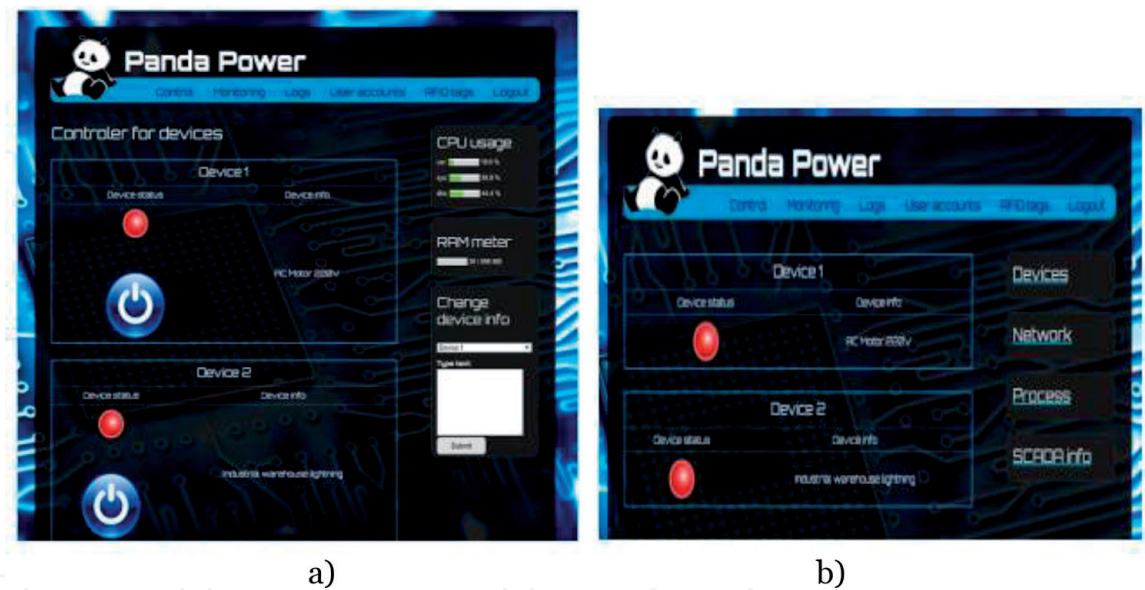 Panda Power
Control Monitoring Logs User accounts RFID tags Logout
Controler for devices
Device 1
Device status Device info
AC Motor 220V
Device 2
Device status Device info
Industrial warehouse lightning
CPU usage
RAM meter
Change
device info
Device 1
Type text:
Submit
a)
Panda Power
Control Monitoring Logs User accounts RFID tags Logout
Device 1
Device status Device info
AC Motor 220V
Device 2
Device status Device info
Industrial warehouse lightning
Devices
Network
Process
SCADA info
b)